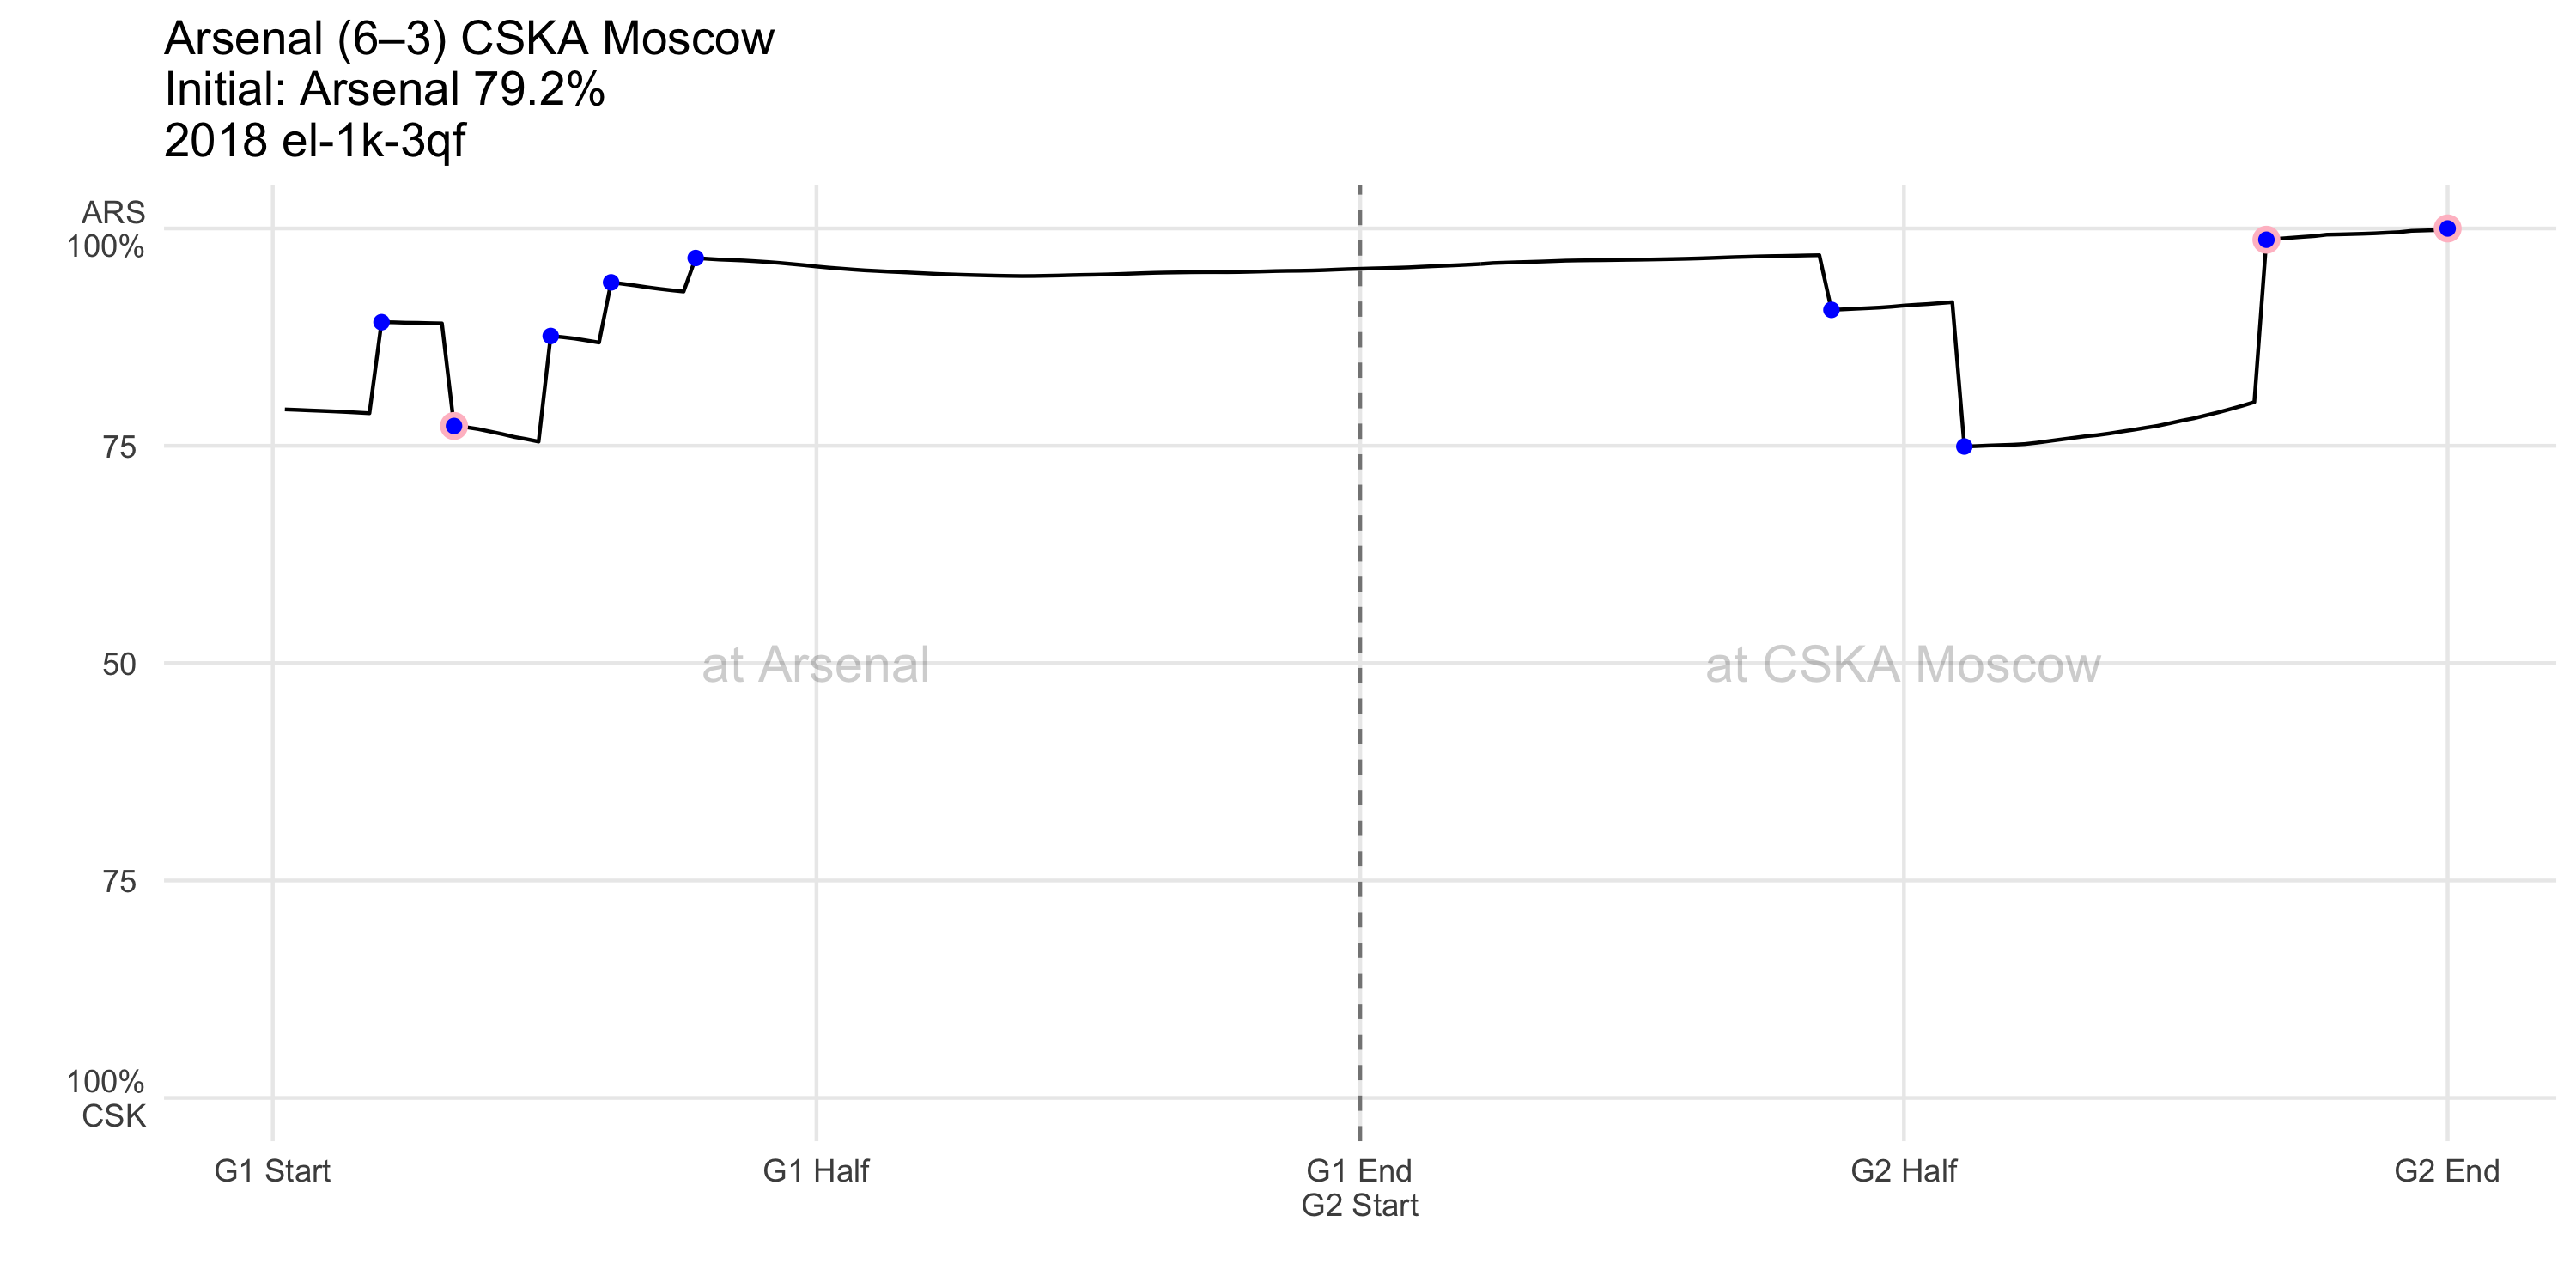 Arsenal (6–3) CSKA Moscow
Initial: Arsenal 79.2%
2018 el-1k-3qf
ARS
100%
75
50
75
100%
CSK
at Arsenal
at CSKA Moscow
G1 Start
G1 Half
G1 End
G2 Start
G2 Half
G2 End